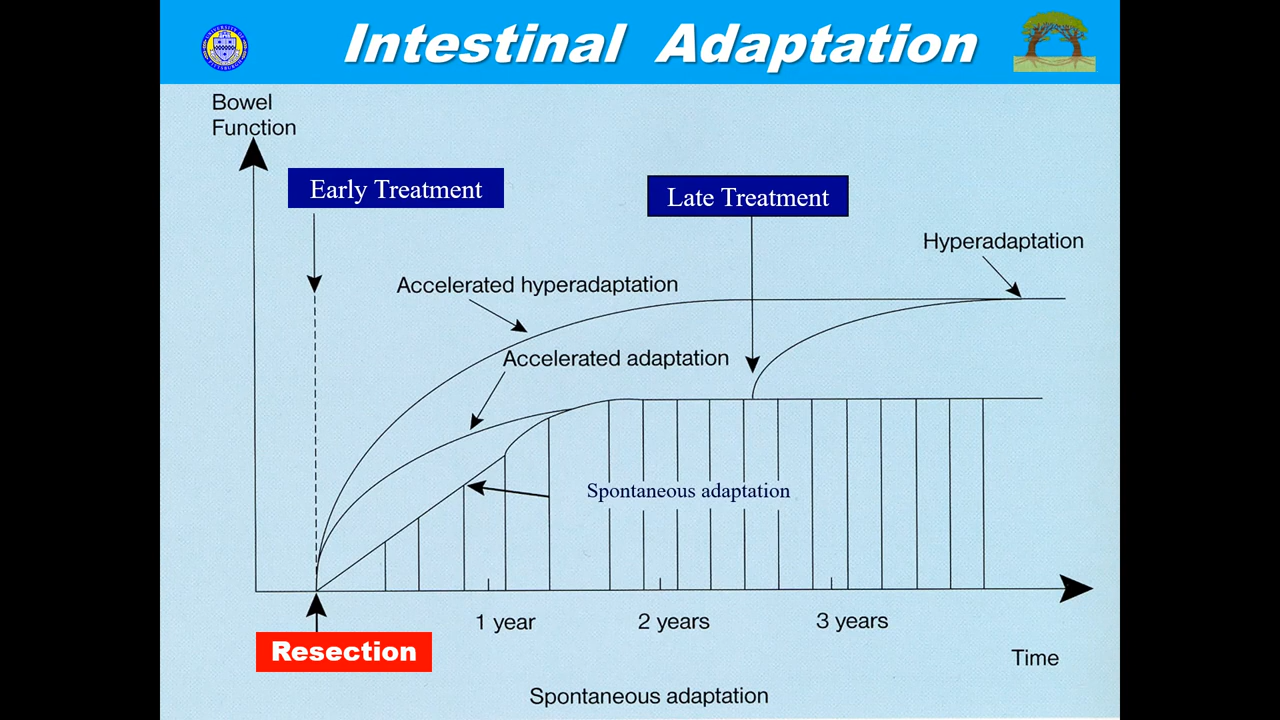 Intestinal Adaptation
Bowel
Function
Early Treatment
Late Treatment
Hyperadaptation
Accelerated hyperadaptation
Accelerated adaptation
Spontaneous adaptation
1 year
2 years
3 years
Resection
Time
Spontaneous adaptation